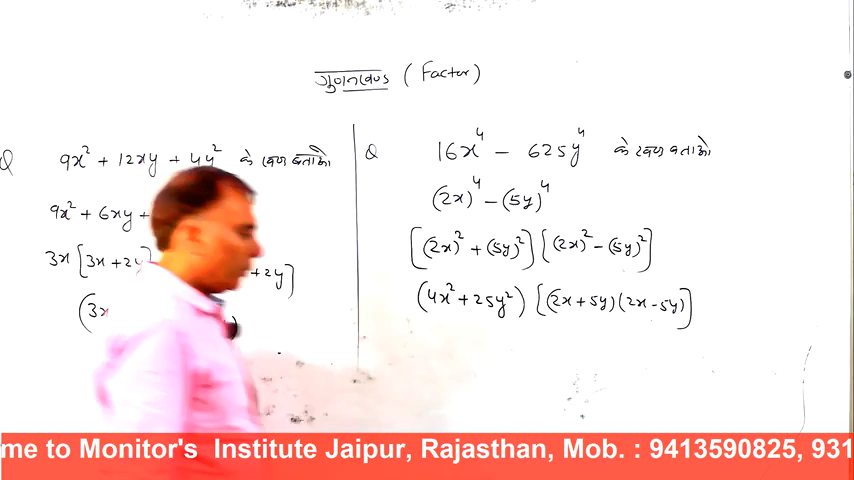 गुणनखण्ड (Factor)
Q 9x² + 12xy + 4y² के खण्ड बताओ
9x² + 6xy +
3x [3x + 2y] + 2y]
(3x )
Q 16x⁴ − 625y⁴ के खण्ड बताओ
(2x)⁴ − (5y)⁴
[(2x)² + (5y)²] [(2x)² − (5y)²]
(4x² + 25y²) [(2x + 5y)(2x − 5y)]
me to Monitor's Institute Jaipur, Rajasthan, Mob. : 9413590825, 931